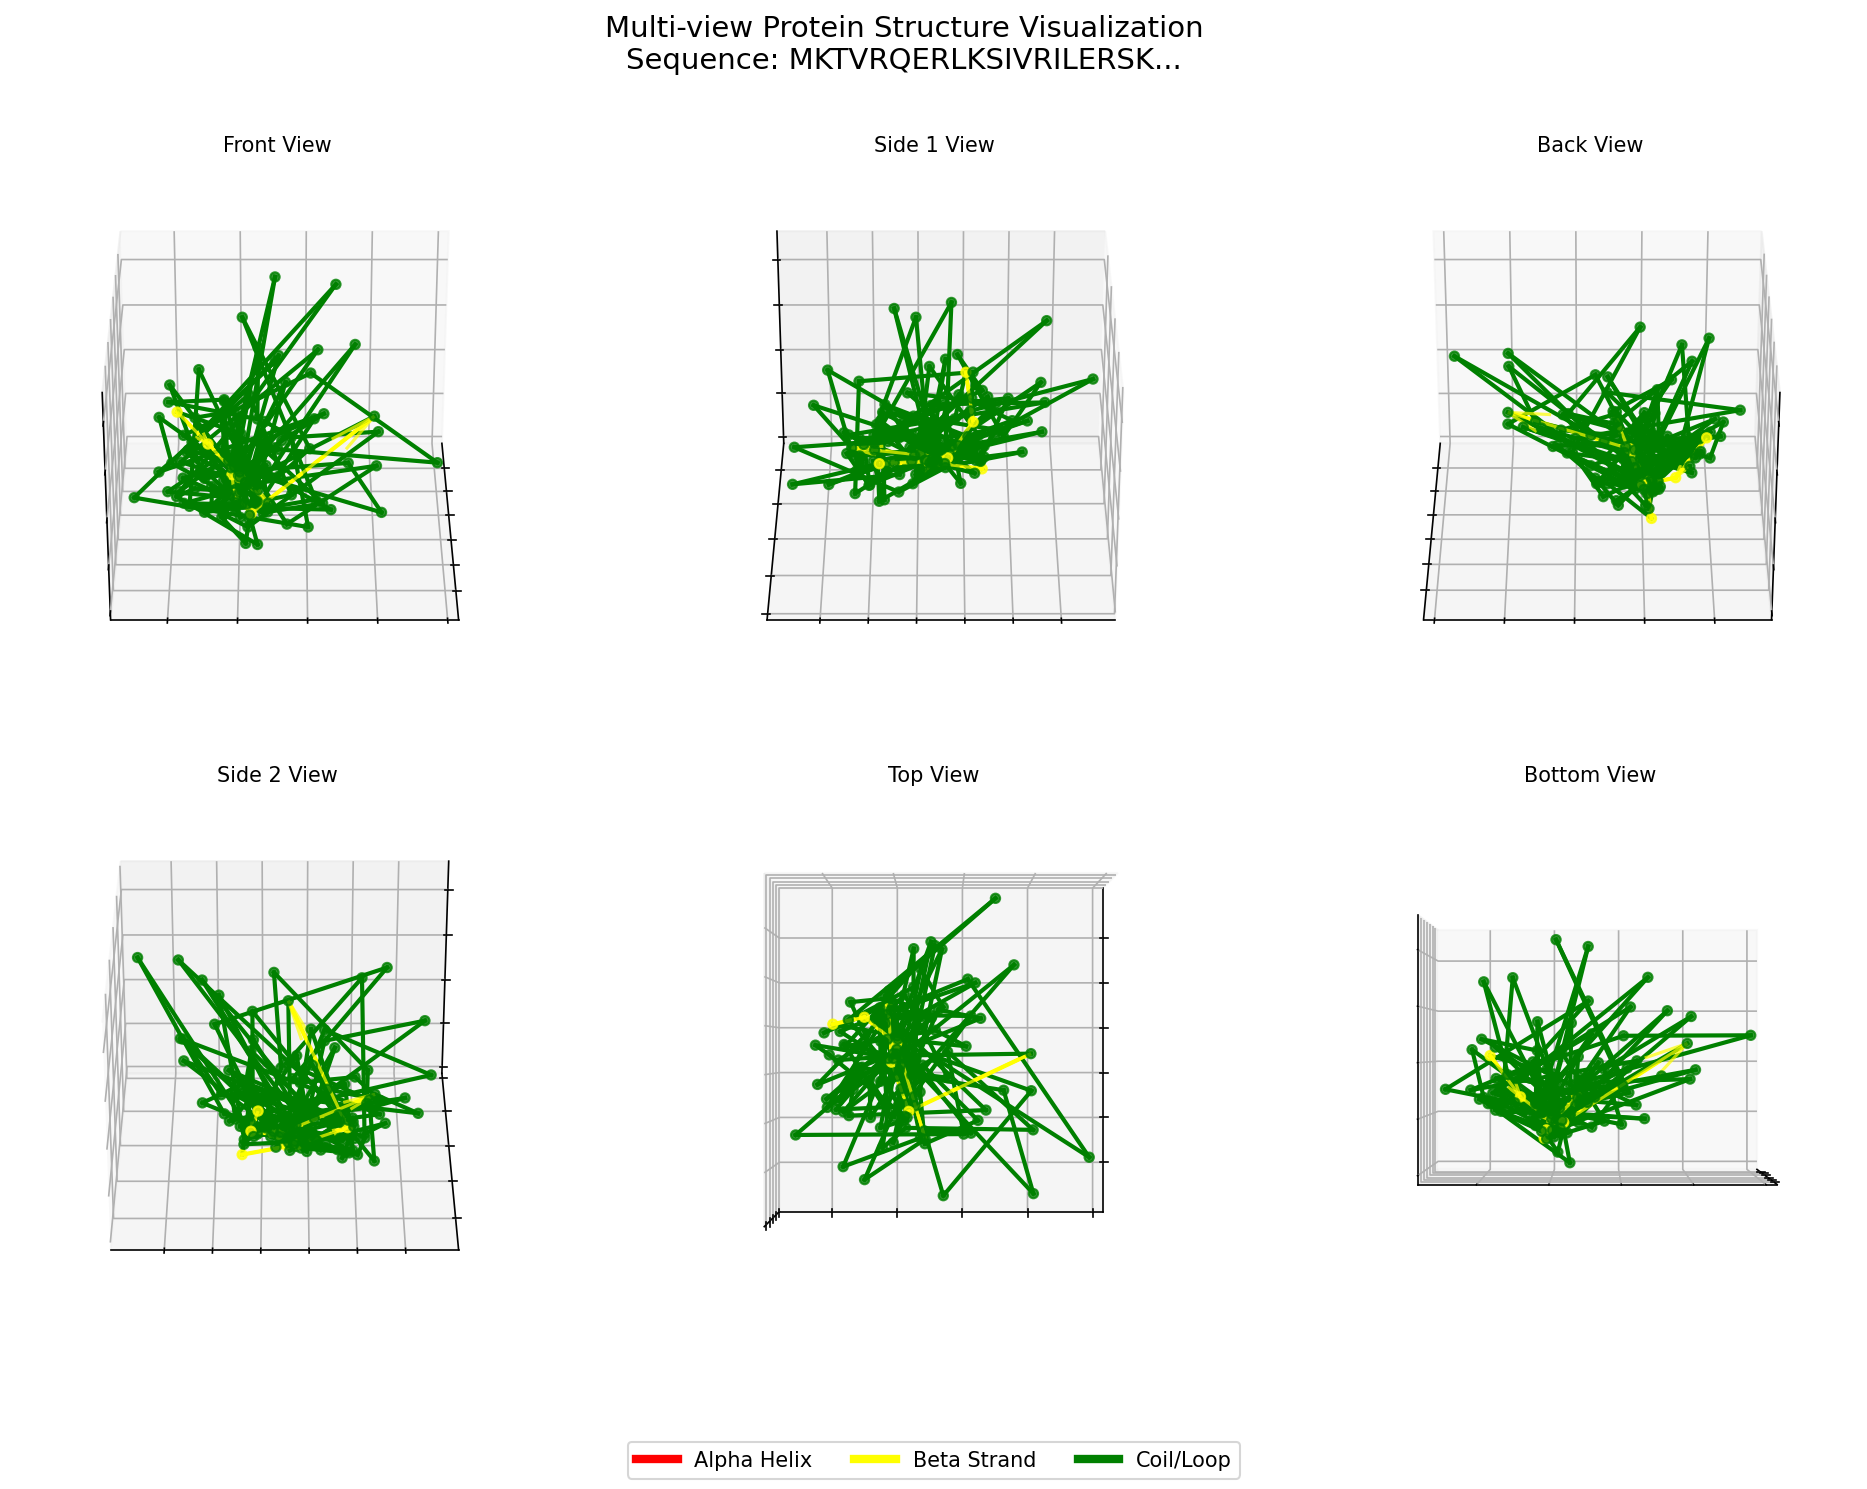 Multi-view Protein Structure Visualization
Sequence: MKTVRQERLKSIVRILERSK...
Front View
Side 1 View
Back View
Side 2 View
Top View
Bottom View
Alpha Helix
Beta Strand
Coil/Loop